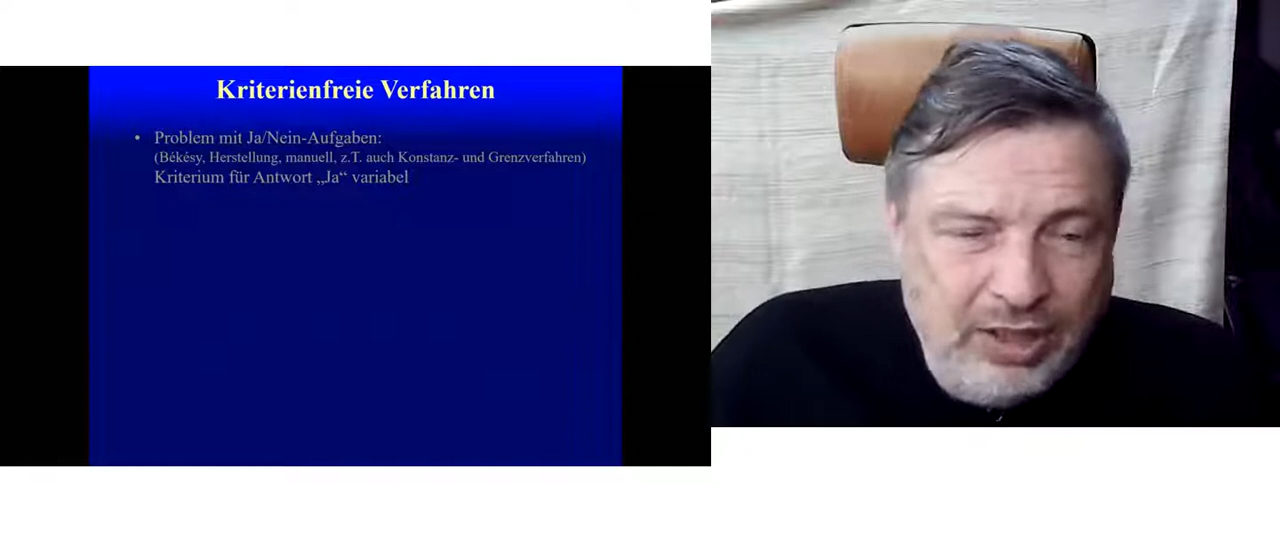 Kriterienfreie Verfahren
• Problem mit Ja/Nein-Aufgaben:
(Békésy, Herstellung, manuell, z.T. auch Konstanz- und Grenzverfahren)
Kriterium für Antwort „Ja“ variabel